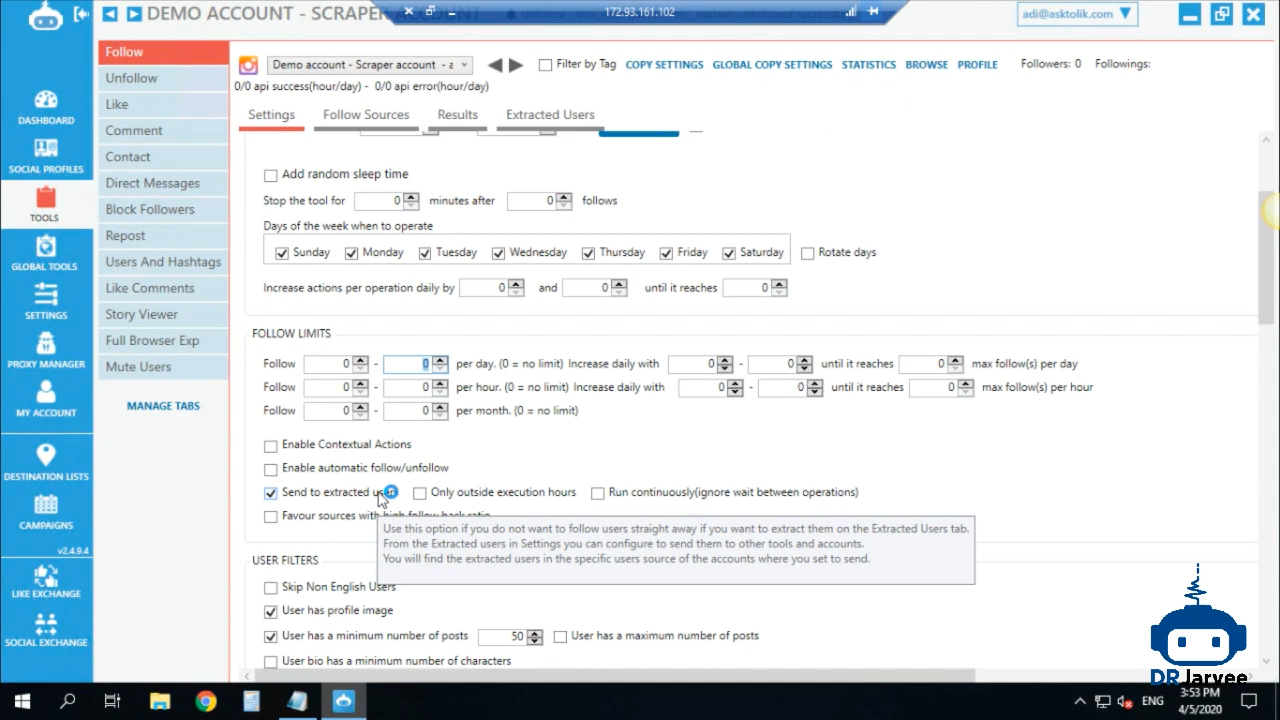 DEMO ACCOUNT - SCRAPER ACCOUNT
172.93.161.102
adi@asktolik.com
Follow
Unfollow
Like
Comment
Contact
Direct Messages
Block Followers
Repost
Users And Hashtags
Like Comments
Story Viewer
Full Browser Exp
Mute Users
MANAGE TABS
DASHBOARD
SOCIAL PROFILES
TOOLS
GLOBAL TOOLS
SETTINGS
PROXY MANAGER
MY ACCOUNT
DESTINATION LISTS
CAMPAIGNS
v2.4.9.4
LIKE EXCHANGE
SOCIAL EXCHANGE
Demo account - Scraper account - a
Filter by Tag COPY SETTINGS GLOBAL COPY SETTINGS STATISTICS BROWSE PROFILE Followers: 0 Followings:
0/0 api success(hour/day) - 0/0 api error(hour/day)
Settings Follow Sources Results Extracted Users
Add random sleep time
Stop the tool for 0 minutes after 0 follows
Days of the week when to operate
Sunday Monday Tuesday Wednesday Thursday Friday Saturday Rotate days
Increase actions per operation daily by 0 and 0 until it reaches 0
FOLLOW LIMITS
Follow 0 - 0 per day. (0 = no limit) Increase daily with 0 - 0 until it reaches 0 max follow(s) per day
Follow 0 - 0 per hour. (0 = no limit) Increase daily with 0 - 0 until it reaches 0 max follow(s) per hour
Follow 0 - 0 per month. (0 = no limit)
Enable Contextual Actions
Enable automatic follow/unfollow
Send to extracted Only outside execution hours Run continuously(ignore wait between operations)
Favour sources with high follow back ratio
Use this option if you do not want to follow users straight away if you want to extract them on the Extracted Users tab.
From the Extracted users in Settings you can configure to send them to other tools and accounts.
You will find the extracted users in the specific users source of the accounts where you set to send.
USER FILTERS
Skip Non English Users
User has profile image
User has a minimum number of posts 50 User has a maximum number of posts
User bio has a minimum number of characters
DR Jarvee
ENG
3:53 PM
4/5/2020